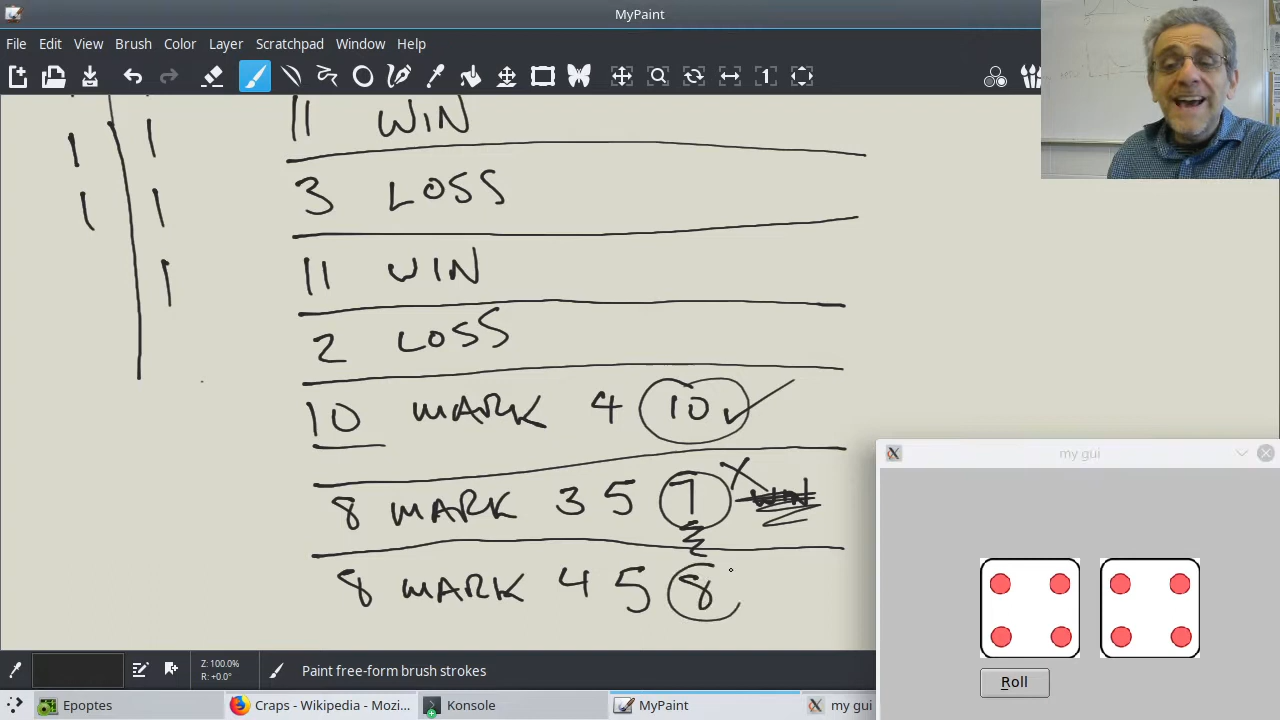 MyPaint
File Edit View Brush Color Layer Scratchpad Window Help
11 WIN
3 LOSS
11 WIN
2 LOSS
10 MARK 4 10
8 MARK 3 5 7
8 MARK 4 5 8
my gui
Roll
Z: 100.0%
R: +0.0°
Paint free-form brush strokes
Epoptes
Craps - Wikipedia - Mozi...
Konsole
MyPaint
my gui